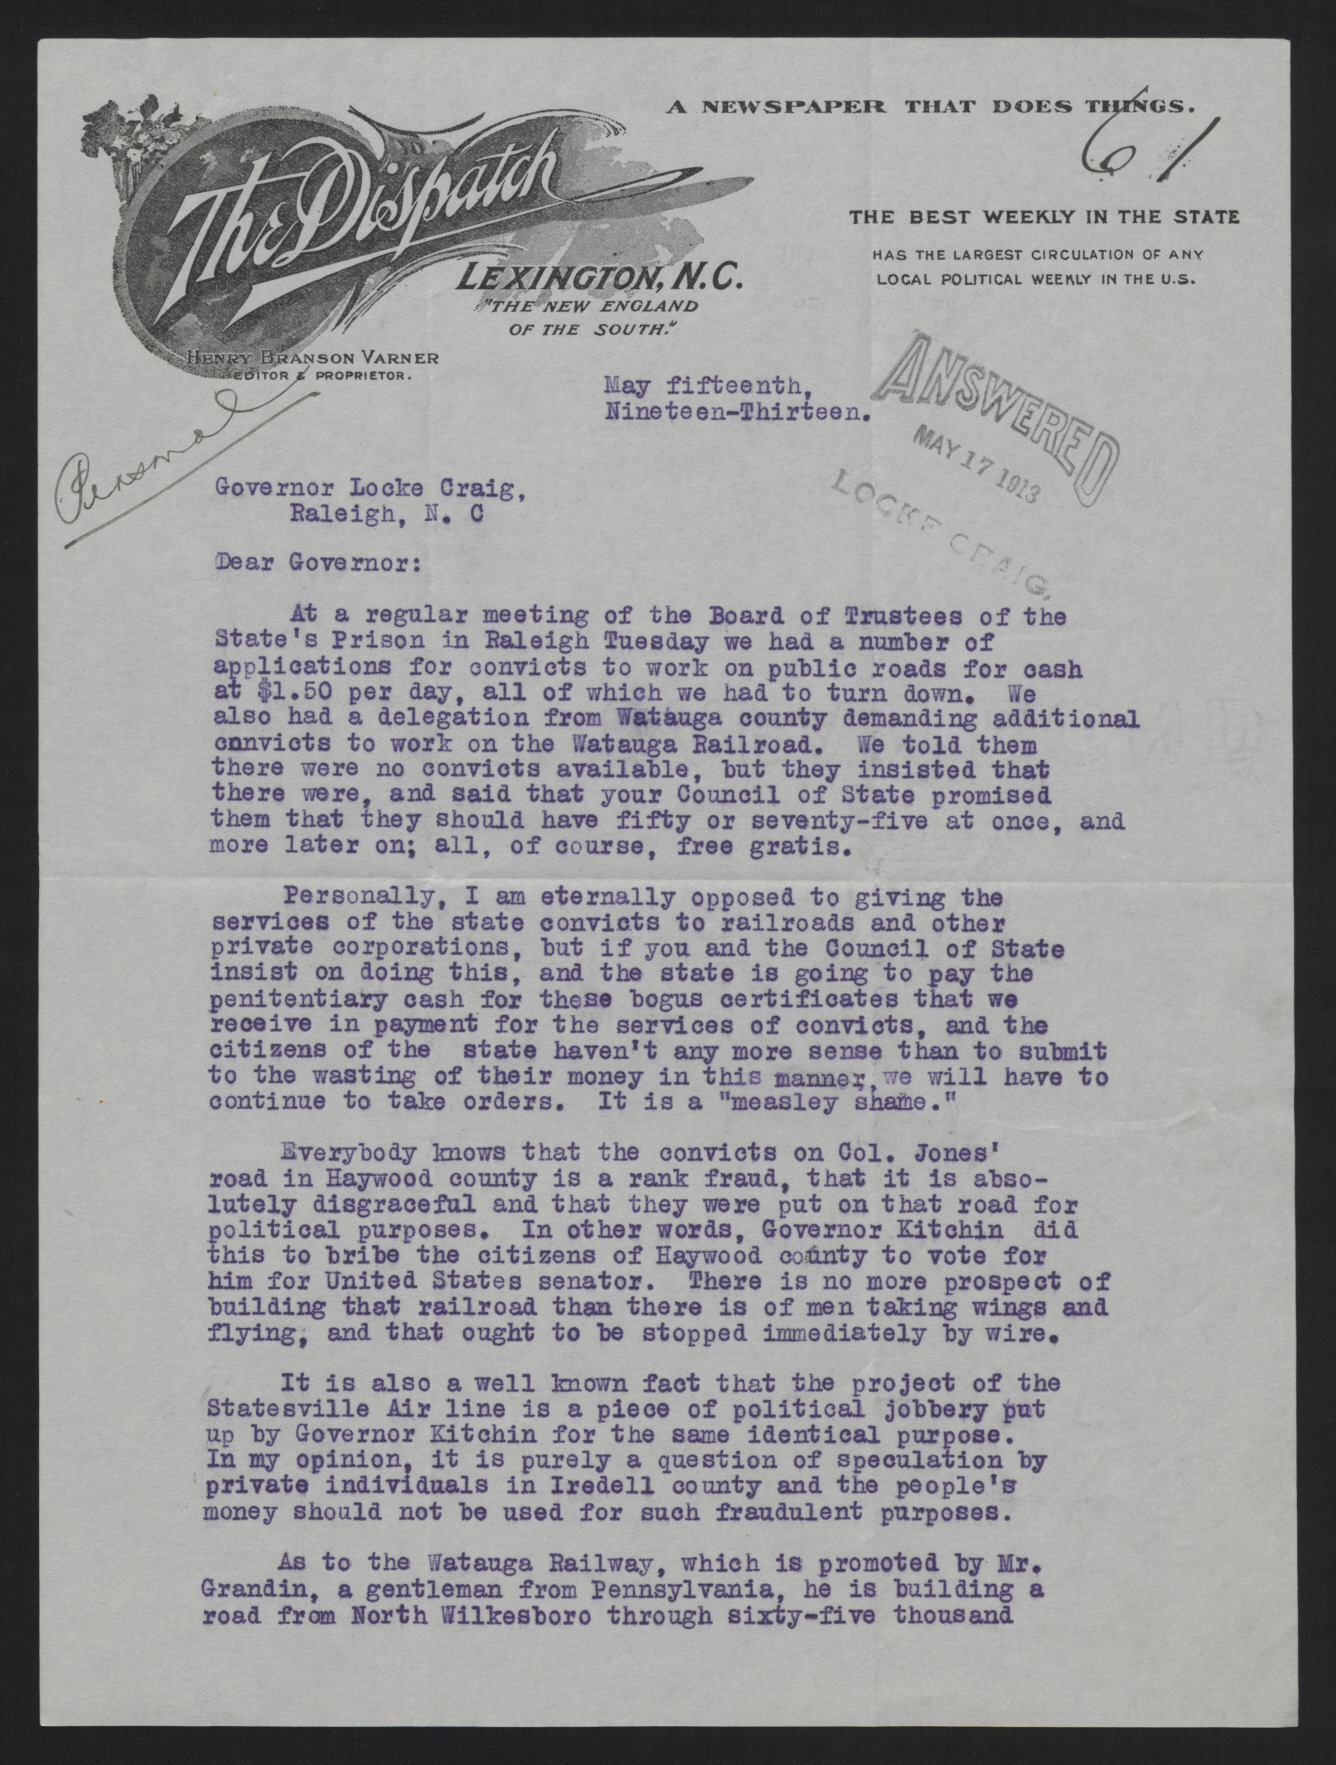 A NEWSPAPER THAT DOES THINGS.
61
The Dispatch
LEXINGTON, N.C.
"THE NEW ENGLAND
OF THE SOUTH."
HENRY BRANSON VARNER
EDITOR & PROPRIETOR.
THE BEST WEEKLY IN THE STATE
HAS THE LARGEST CIRCULATION OF ANY
LOCAL POLITICAL WEEKLY IN THE U.S.
May fifteenth,
Nineteen-Thirteen.
ANSWERED
MAY 17 1913
LOCKE CRAIG.
Personal
Governor Locke Craig,
Raleigh, N. C
Dear Governor:
At a regular meeting of the Board of Trustees of the
State's Prison in Raleigh Tuesday we had a number of
applications for convicts to work on public roads for cash
at $1.50 per day, all of which we had to turn down. We
also had a delegation from Watauga county demanding additional
cnnvicts to work on the Watauga Railroad. We told them
there were no convicts available, but they insisted that
there were, and said that your Council of State promised
them that they should have fifty or seventy-five at once, and
more later on; all, of course, free gratis.
Personally, I am eternally opposed to giving the
services of the state convicts to railroads and other
private corporations, but if you and the Council of State
insist on doing this, and the state is going to pay the
penitentiary cash for these bogus certificates that we
receive in payment for the services of convicts, and the
citizens of the state haven't any more sense than to submit
to the wasting of their money in this manner, we will have to
continue to take orders. It is a "measley shame."
Everybody knows that the convicts on Col. Jones'
road in Haywood county is a rank fraud, that it is abso-
lutely disgraceful and that they were put on that road for
political purposes. In other words, Governor Kitchin did
this to bribe the citizens of Haywood county to vote for
him for United States senator. There is no more prospect of
building that railroad than there is of men taking wings and
flying, and that ought to be stopped immediately by wire.
It is also a well known fact that the project of the
Statesville Air line is a piece of political jobbery put
up by Governor Kitchin for the same identical purpose.
In my opinion, it is purely a question of speculation by
private individuals in Iredell county and the people's
money should not be used for such fraudulent purposes.
As to the Watauga Railway, which is promoted by Mr.
Grandin, a gentleman from Pennsylvania, he is building a
road from North Wilkesboro through sixty-five thousand